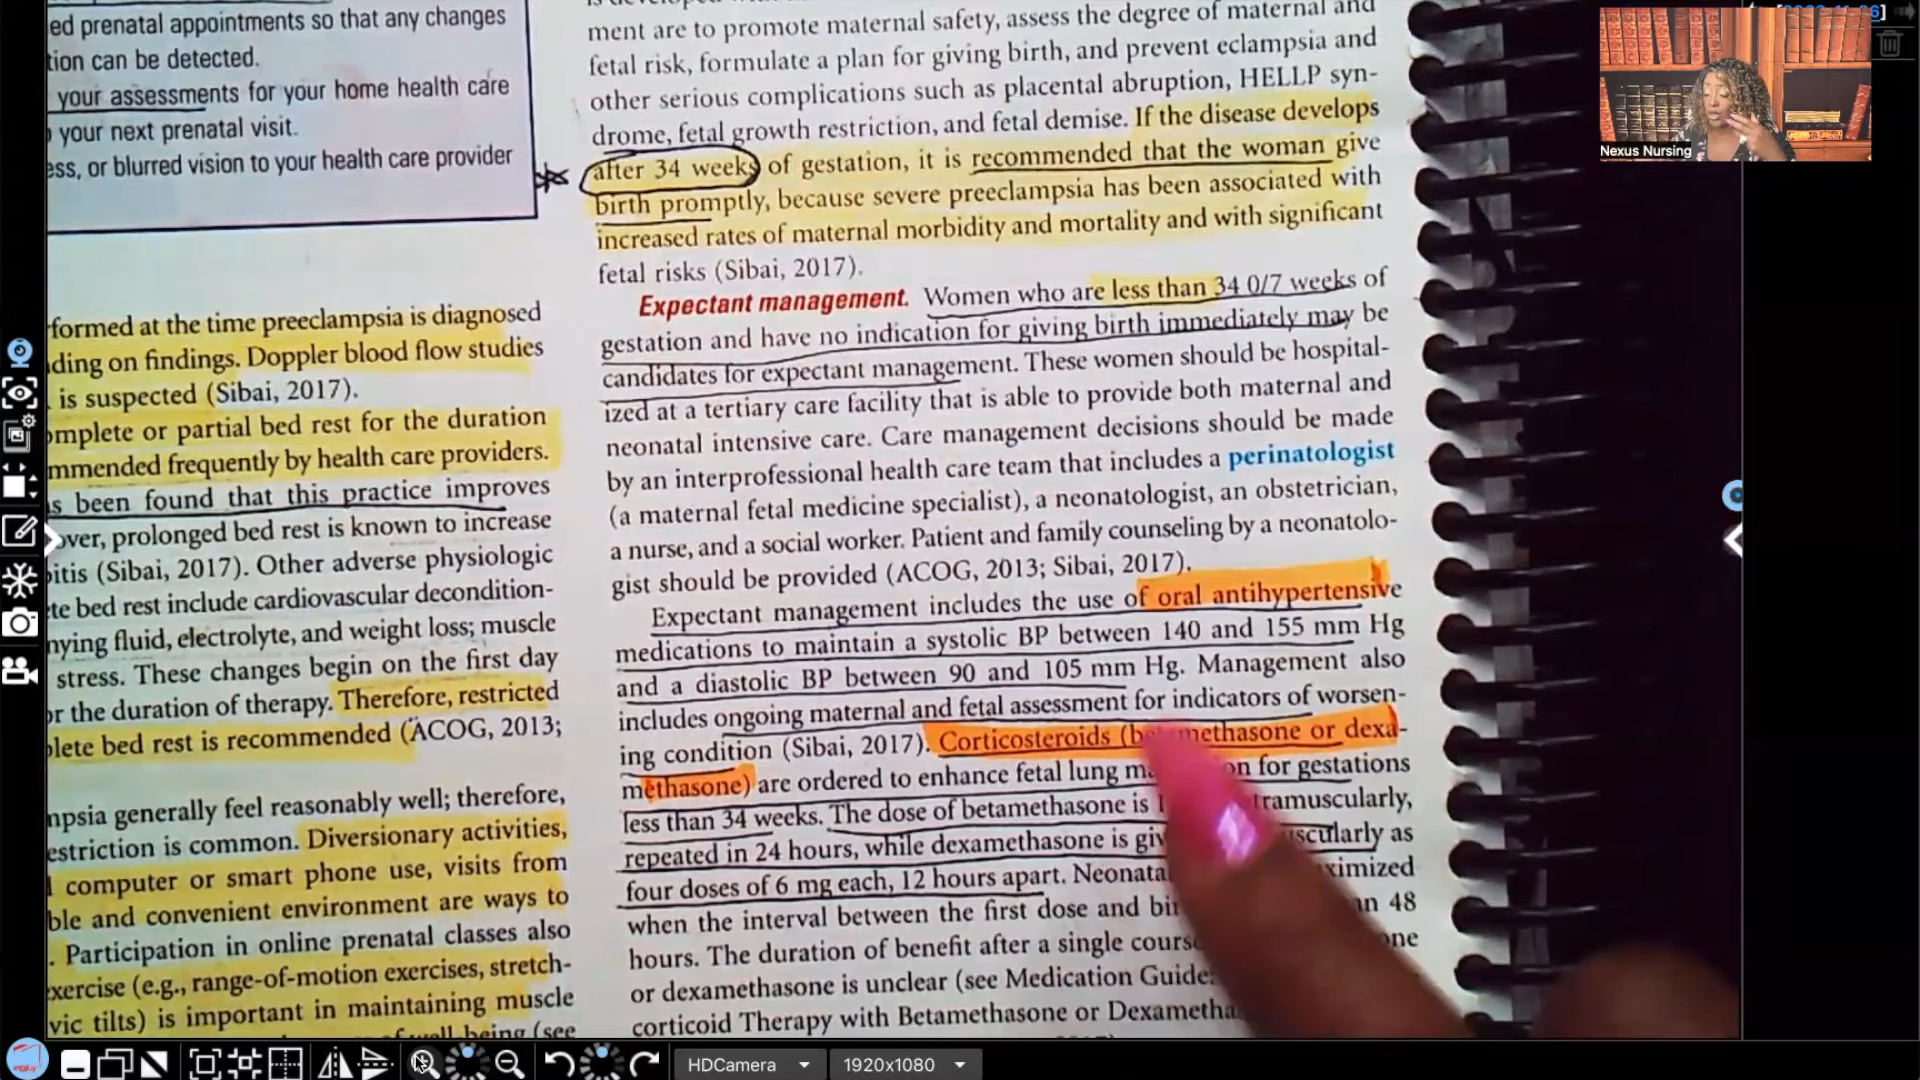 ed prenatal appointments so that any changes
tion can be detected.
your assessments for your home health care
your next prenatal visit.
ess, or blurred vision to your health care provider
formed at the time preeclampsia is diagnosed
ding on findings. Doppler blood flow studies
is suspected (Sibai, 2017).
omplete or partial bed rest for the duration
mmended frequently by health care providers.
s been found that this practice improves
over, prolonged bed rest is known to increase
bitis (Sibai, 2017). Other adverse physiologic
te bed rest include cardiovascular decondition-
nying fluid, electrolyte, and weight loss; muscle
stress. These changes begin on the first day
or the duration of therapy. Therefore, restricted
plete bed rest is recommended (ACOG, 2013;
mpsia generally feel reasonably well; therefore,
estriction is common. Diversionary activities,
l computer or smart phone use, visits from
ble and convenient environment are ways to
. Participation in online prenatal classes also
exercise (e.g., range-of-motion exercises, stretch-
vic tilts) is important in maintaining muscle
well-being (see
ment are to promote maternal safety, assess the degree of maternal and
fetal risk, formulate a plan for giving birth, and prevent eclampsia and
other serious complications such as placental abruption, HELLP syn-
drome, fetal growth restriction, and fetal demise. If the disease develops
after 34 weeks of gestation, it is recommended that the woman give
birth promptly, because severe preeclampsia has been associated with
increased rates of maternal morbidity and mortality and with significant
fetal risks (Sibai, 2017).
Expectant management. Women who are less than 34 0/7 weeks of
gestation and have no indication for giving birth immediately may be
candidates for expectant management. These women should be hospital-
ized at a tertiary care facility that is able to provide both maternal and
neonatal intensive care. Care management decisions should be made
by an interprofessional health care team that includes a perinatologist
(a maternal fetal medicine specialist), a neonatologist, an obstetrician,
a nurse, and a social worker. Patient and family counseling by a neonatolo-
gist should be provided (ACOG, 2013; Sibai, 2017).
Expectant management includes the use of oral antihypertensive
medications to maintain a systolic BP between 140 and 155 mm Hg
and a diastolic BP between 90 and 105 mm Hg. Management also
includes ongoing maternal and fetal assessment for indicators of worsen-
ing condition (Sibai, 2017). Corticosteroids (betamethasone or dexa-
methasone) are ordered to enhance fetal lung for gestations
less than 34 weeks. The dose of betamethasone is tramuscularly,
repeated in 24 hours, while dexamethasone is uscularly as
four doses of 6 mg each, 12 hours apart. ximized
when the interval between the first dose and 48
hours. The duration of benefit after a single
or dexamethasone is unclear (see Medication Guide:
corticoid Therapy with Betamethasone or
Nexus Nursing
HDCamera
1920x1080